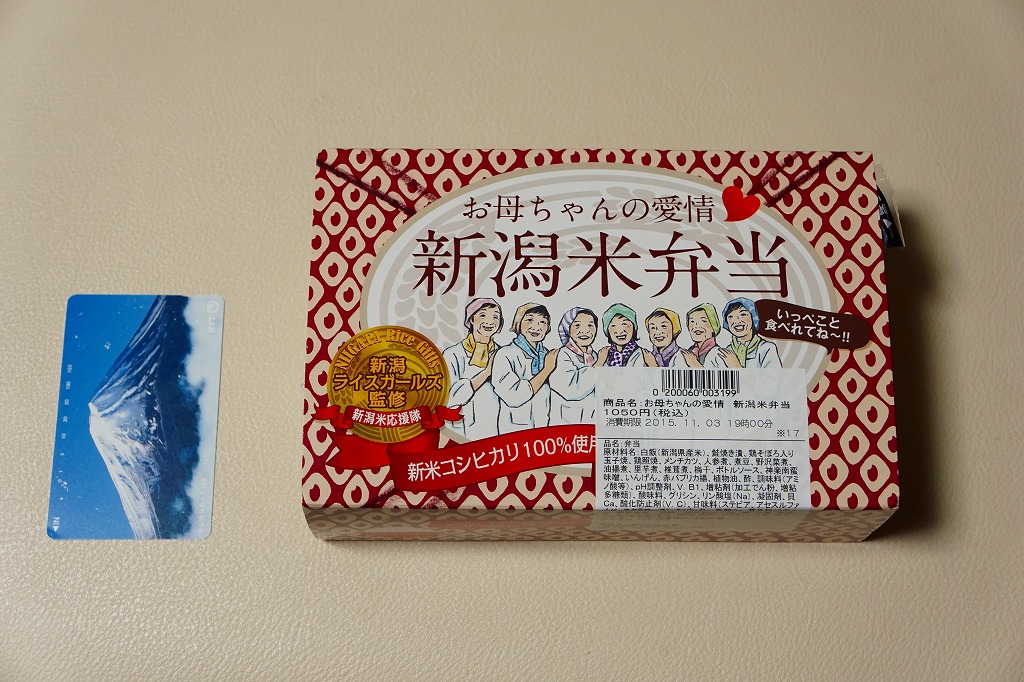 お母ちゃんの愛情
新潟米弁当
いっぺこと
食べれてね〜!!
NIIGATA Rice Girls
新潟
ライスガールズ
監修
新潟米応援隊
新米コシヒカリ100%使用
0 200060 003199
商品名:お母ちゃんの愛情 新潟米弁当
1050円(税込)
消費期限 2015.11.03 19時00分
※17
品名:弁当
原材料名:白飯(新潟県産米)、鮭焼き漬、鶏そぼろ入り
玉子焼、鶏照焼、メンチカツ、人参煮、煮豆、野沢菜煮、
油揚煮、里芋煮、椎茸煮、梅干、ボトルソース、神楽南蛮
味噌、いんげん、赤パプリカ揚、植物油、酢、調味料(アミ
ノ酸等)、pH調整剤、V.B1、増粘剤(加工でん粉、増粘
多糖類)、酸味料、グリシン、リン酸塩(Na)、凝固剤、貝
Ca、酸化防止剤(V.C)、甘味料(ステビア、アセスルファ
◀IN